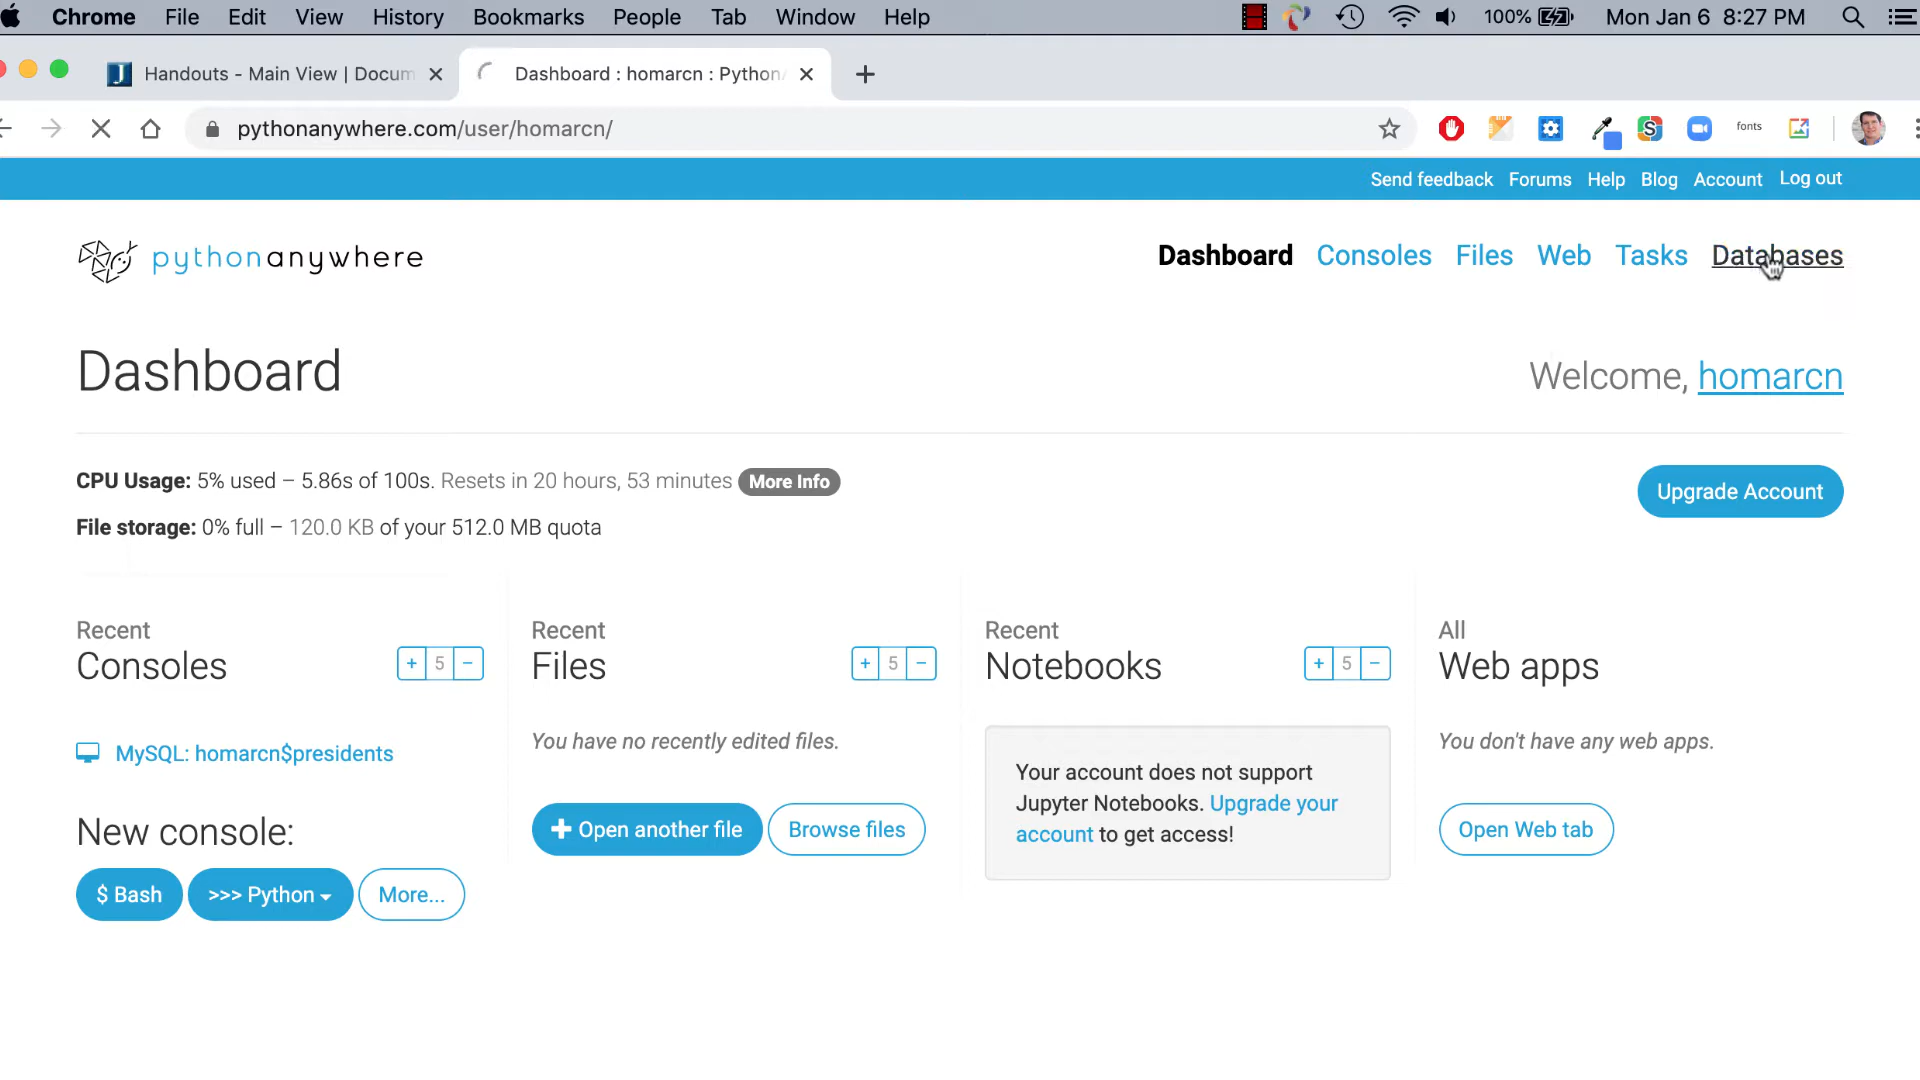 Chrome File Edit View History Bookmarks People Tab Window Help 100% Mon Jan 6 8:27 PM
Handouts - Main View | Docum Dashboard : homarcn : Python
pythonanywhere.com/user/homarcn/ fonts
Send feedback Forums Help Blog Account Log out
pythonanywhere Dashboard Consoles Files Web Tasks Databases
Dashboard Welcome, homarcn
CPU Usage: 5% used – 5.86s of 100s. Resets in 20 hours, 53 minutes More Info
Upgrade Account
File storage: 0% full – 120.0 KB of your 512.0 MB quota
Recent
Consoles + 5 −
MySQL: homarcn$presidents
New console:
$ Bash >>> Python More...
Recent
Files + 5 −
You have no recently edited files.
+ Open another file Browse files
Recent
Notebooks + 5 −
Your account does not support
Jupyter Notebooks. Upgrade your
account to get access!
All
Web apps
You don't have any web apps.
Open Web tab